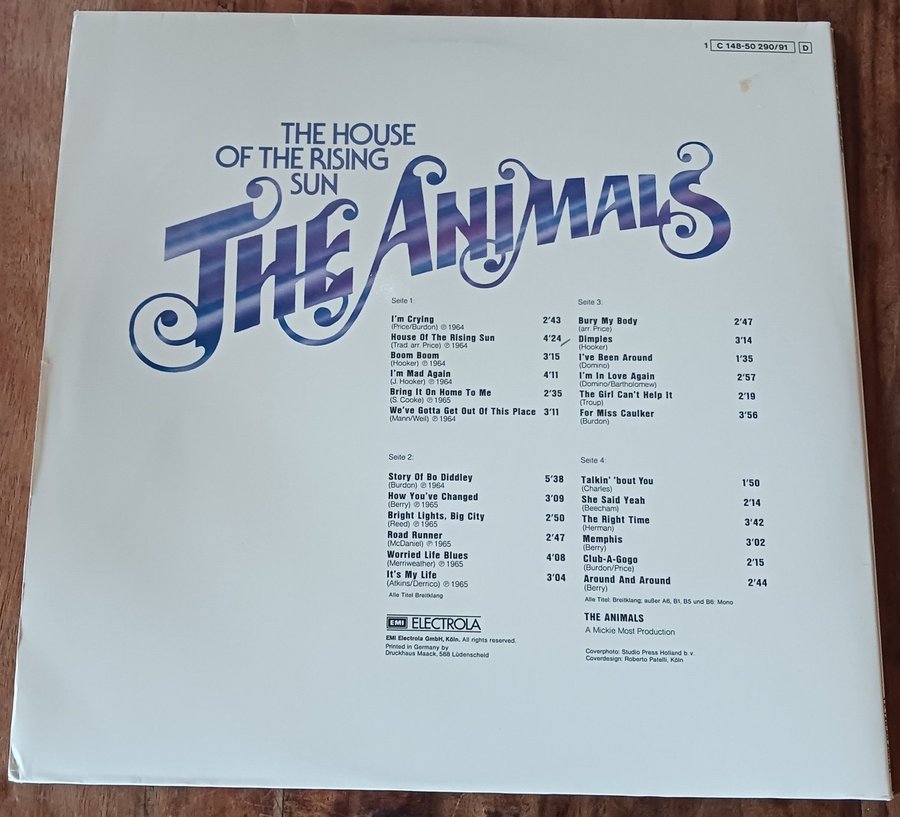 1 C 148-50 290/91 D
THE HOUSE
OF THE RISING
SUN
THE ANIMALS
Seite 1:
I'm Crying 2'43
(Price/Burdon) ℗ 1964
House Of The Rising Sun 4'24
(Trad. arr. Price) ℗ 1964
Boom Boom 3'15
(Hooker) ℗ 1964
I'm Mad Again 4'11
(J. Hooker) ℗ 1964
Bring It On Home To Me 2'35
(S. Cooke) ℗ 1965
We've Gotta Get Out Of This Place 3'11
(Mann/Weil) ℗ 1964
Seite 2:
Story Of Bo Diddley 5'38
(Burdon) ℗ 1964
How You've Changed 3'09
(Berry) ℗ 1965
Bright Lights, Big City 2'50
(Reed) ℗ 1965
Road Runner 2'47
(McDaniel) ℗ 1965
Worried Life Blues 4'08
(Merriweather) ℗ 1965
It's My Life 3'04
(Atkins/Derrico) ℗ 1965
Alle Titel Breitklang
EMI ELECTROLA
EMI Electrola GmbH, Köln. All rights reserved.
Printed in Germany by
Druckhaus Maack, 588 Lüdenscheid
Seite 3:
Bury My Body 2'47
(arr. Price)
Dimples 3'14
(Hooker)
I've Been Around 1'35
(Domino)
I'm In Love Again 2'57
(Domino/Bartholomew)
The Girl Can't Help It 2'19
(Troup)
For Miss Caulker 3'56
(Burdon)
Seite 4:
Talkin' 'bout You 1'50
(Charles)
She Said Yeah 2'14
(Beecham)
The Right Time 3'42
(Herman)
Memphis 3'02
(Berry)
Club-A-Gogo 2'15
(Burdon/Price)
Around And Around 2'44
(Berry)
Alle Titel: Breitklang; außer A6, B1, B5 und B6: Mono
THE ANIMALS
A Mickie Most Production
Coverphoto: Studio Press Holland b.v.
Coverdesign: Roberto Patelli, Köln